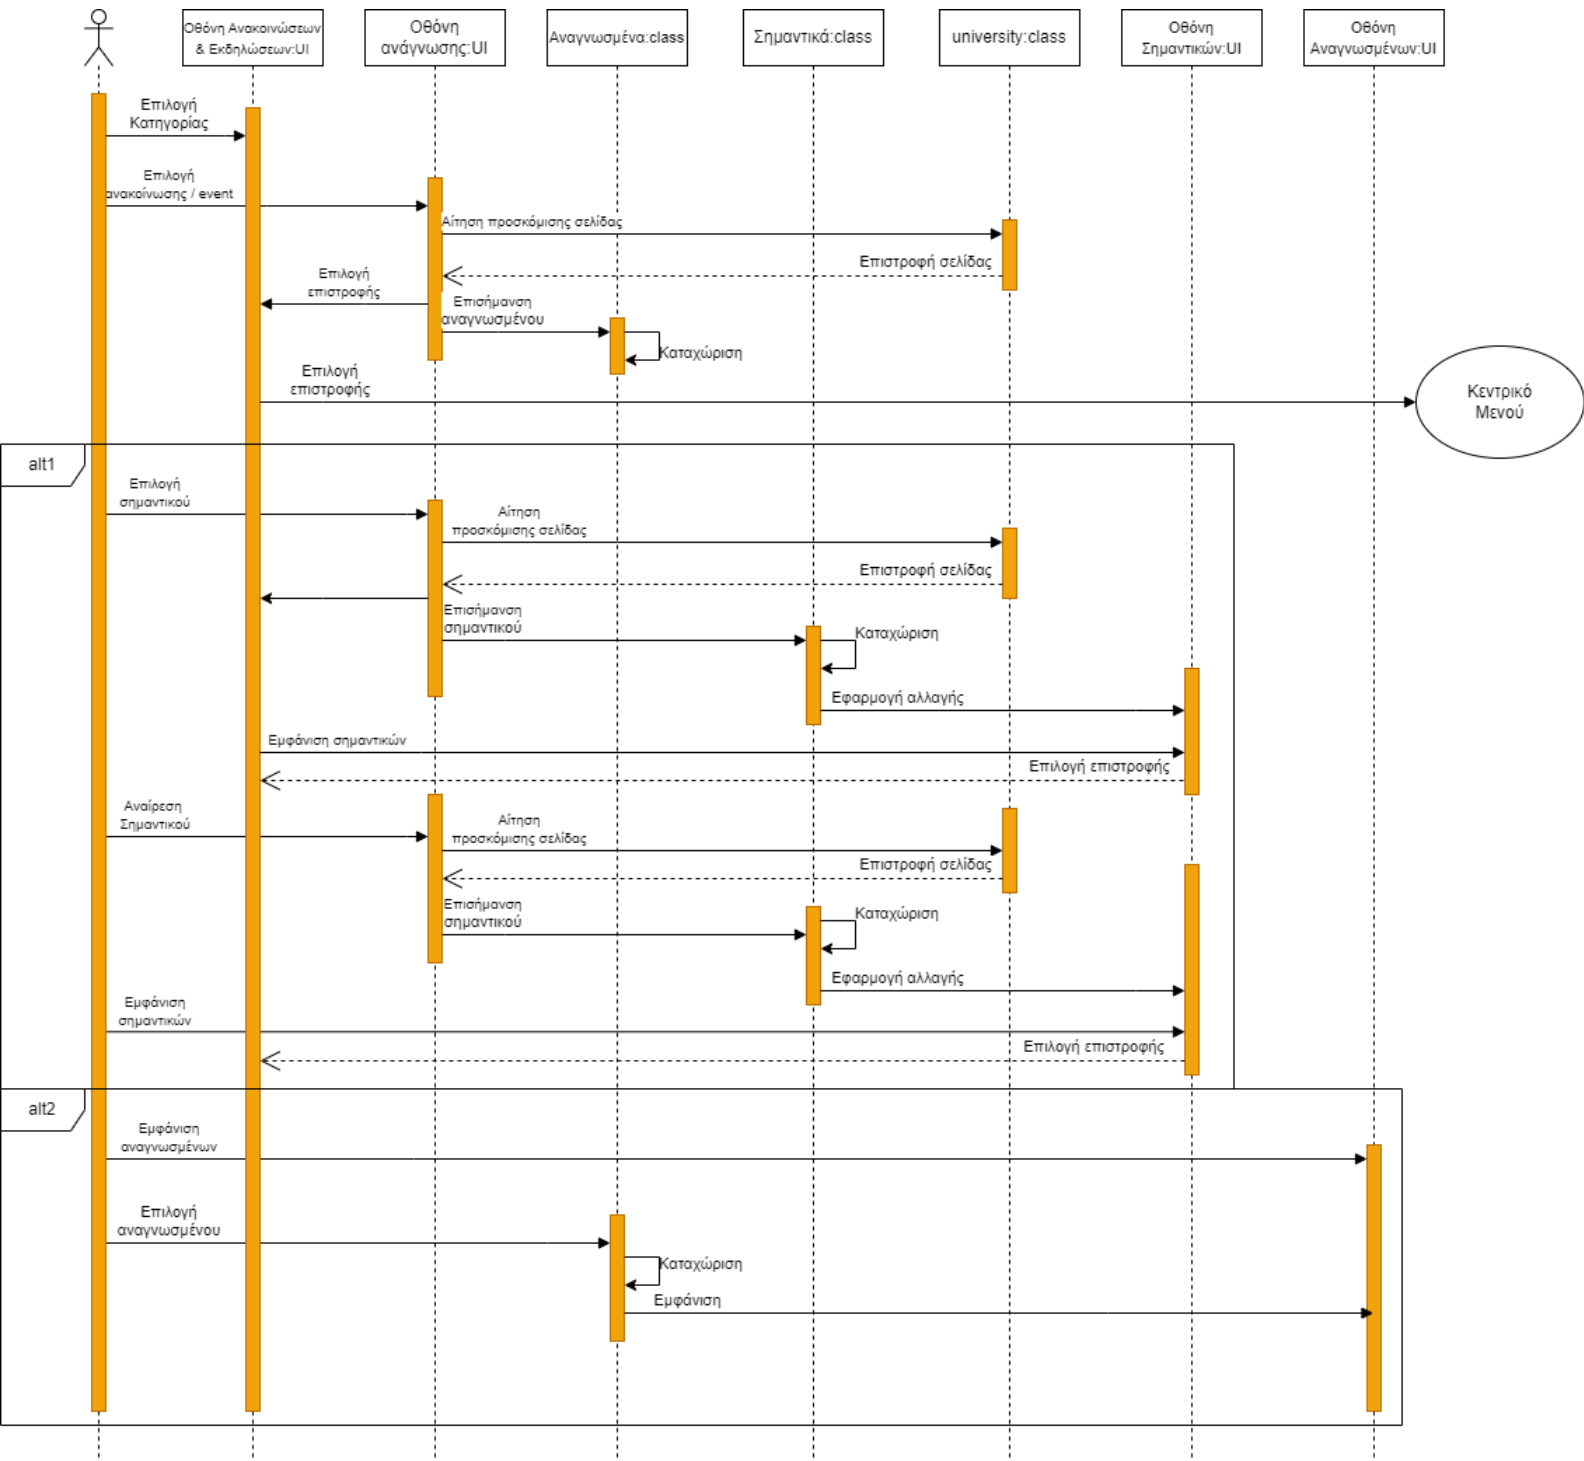 Οθόνη Ανακοινώσεων
& Εκδηλώσεων:UI
Οθόνη
ανάγνωσης:UI
Αναγνωσμένα:class
Σημαντικά:class
university:class
Οθόνη
Σημαντικών:UI
Οθόνη
Αναγνωσμένων:UI
Επιλογή
Κατηγορίας
Επιλογή
ανακοίνωσης / event
Αίτηση προσκόμισης σελίδας
Επιστροφή σελίδας
Επιλογή
επιστροφής
Επισήμανση
αναγνωσμένου
Καταχώριση
Επιλογή
επιστροφής
Κεντρικό
Μενού
alt1
Επιλογή
σημαντικού
Αίτηση
προσκόμισης σελίδας
Επιστροφή σελίδας
Επισήμανση
σημαντικού
Καταχώριση
Εφαρμογή αλλαγής
Εμφάνιση σημαντικών
Επιλογή επιστροφής
Αναίρεση
Σημαντικού
Αίτηση
προσκόμισης σελίδας
Επιστροφή σελίδας
Επισήμανση
σημαντικού
Καταχώριση
Εφαρμογή αλλαγής
Εμφάνιση
σημαντικών
Επιλογή επιστροφής
alt2
Εμφάνιση
αναγνωσμένων
Επιλογή
αναγνωσμένου
Καταχώριση
Εμφάνιση